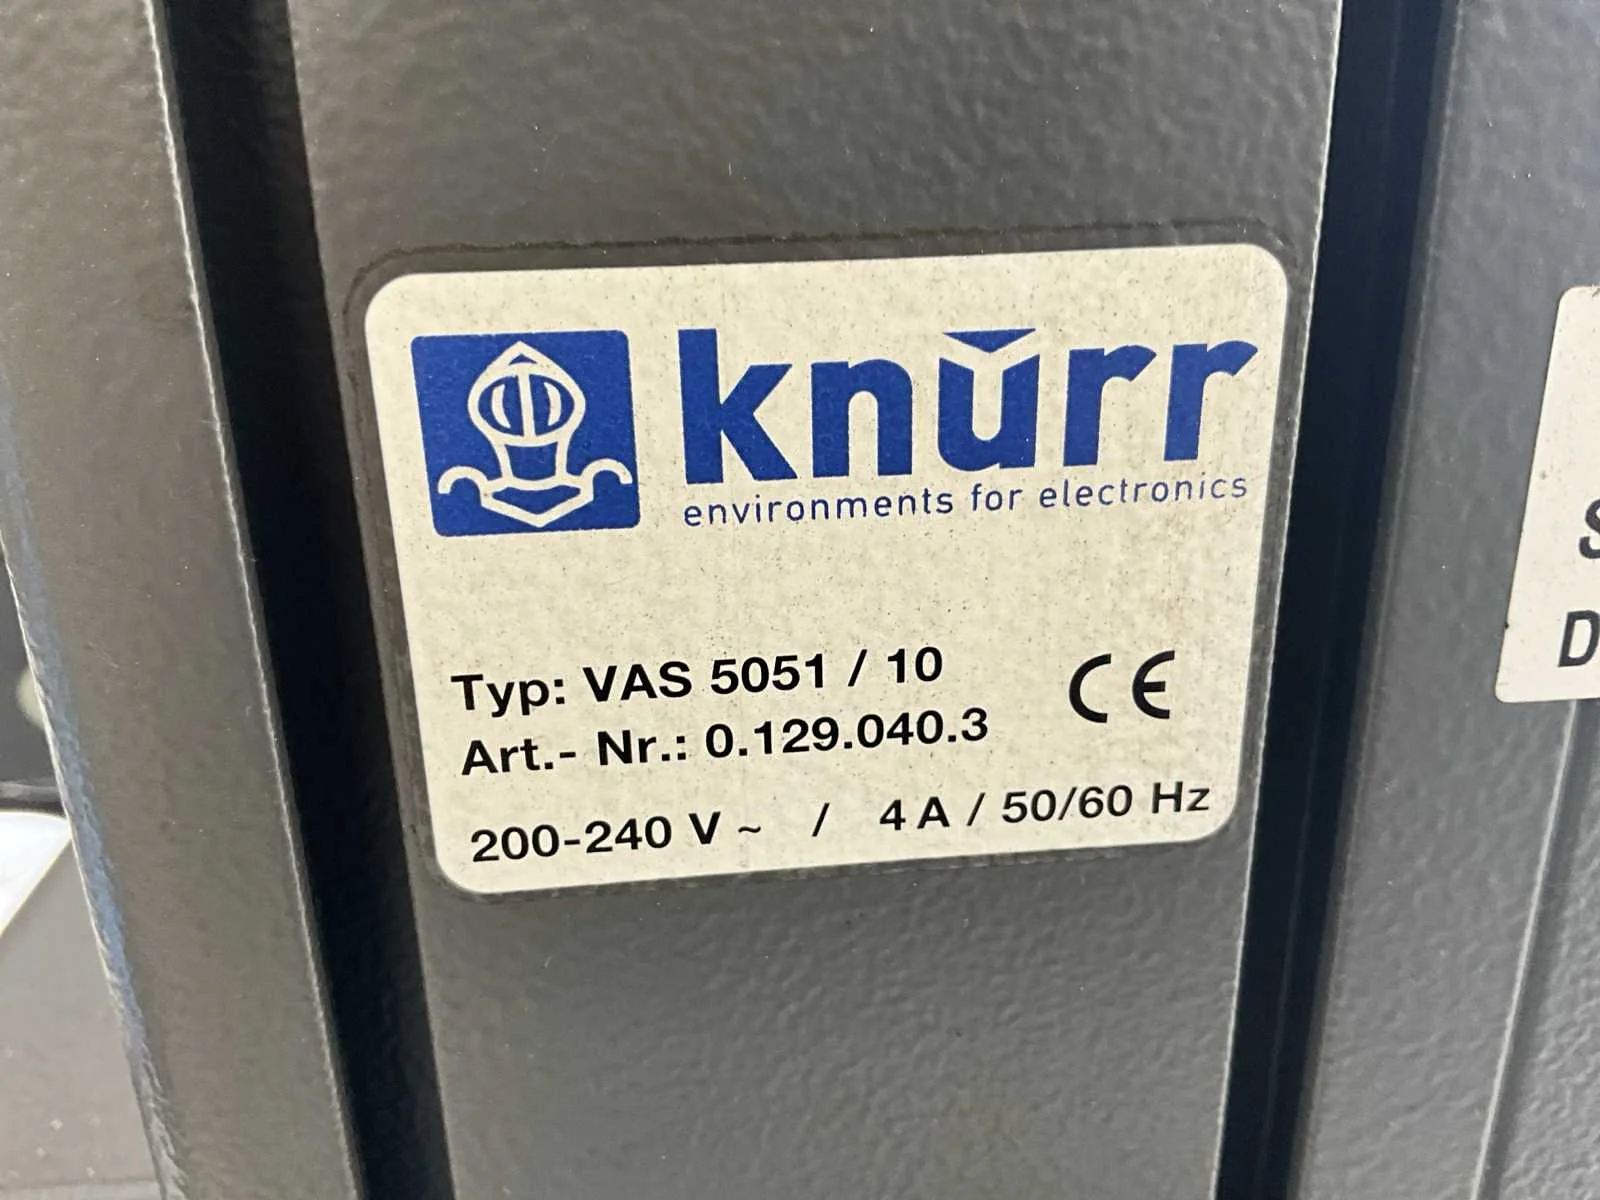 knürr
environments for electronics
Typ: VAS 5051 / 10
CE
Art.- Nr.: 0.129.040.3
200-240 V ~ / 4 A / 50/60 Hz
S
D